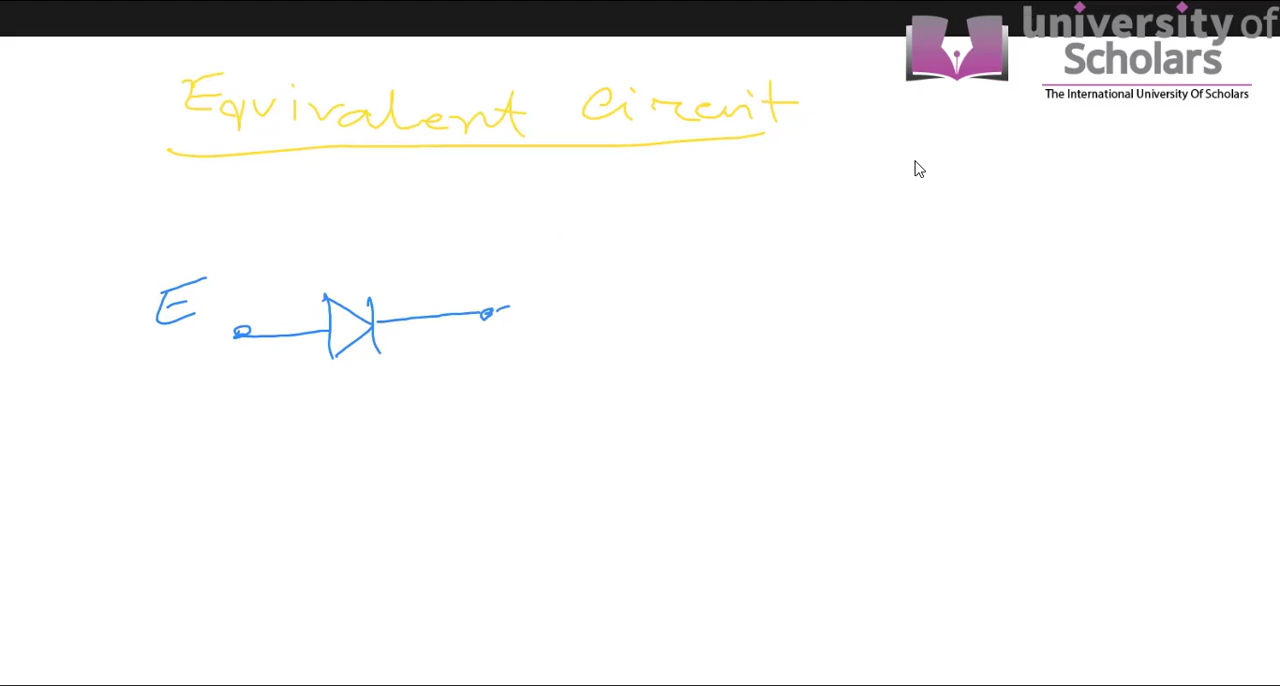 university of
Scholars
The International University Of Scholars
Equivalent Circuit
E